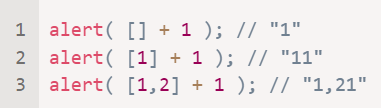 1 alert( [] + 1 ); // "1"
2 alert( [1] + 1 ); // "11"
3 alert( [1,2] + 1 ); // "1,21"